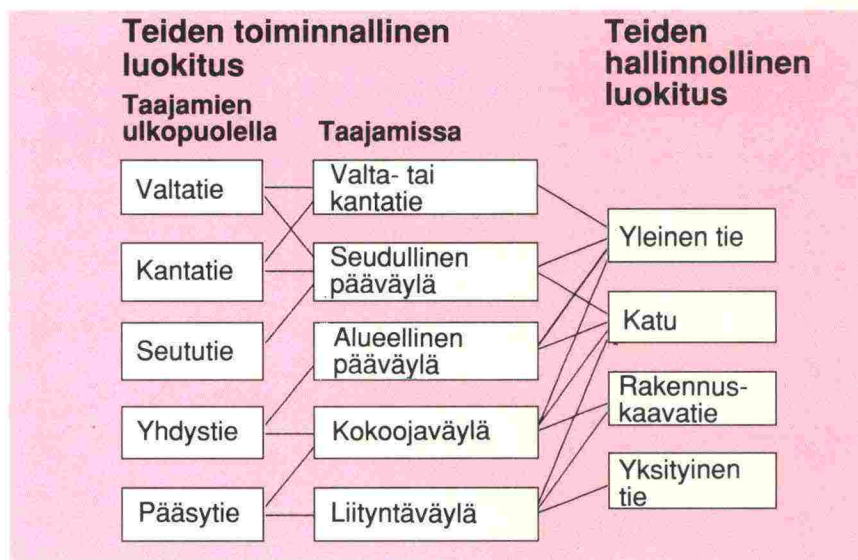 Teiden toiminnallinen
luokitus
Taajamien
ulkopuolella
Taajamissa
Teiden
hallinnollinen
luokitus
Valtatie
Kantatie
Seututie
Yhdystie
Pääsytie
Valta- tai
kantatie
Seudullinen
pääväylä
Alueellinen
pääväylä
Kokoojaväylä
Liityntäväylä
Yleinen tie
Katu
Rakennus-
kaavatie
Yksityinen
tie